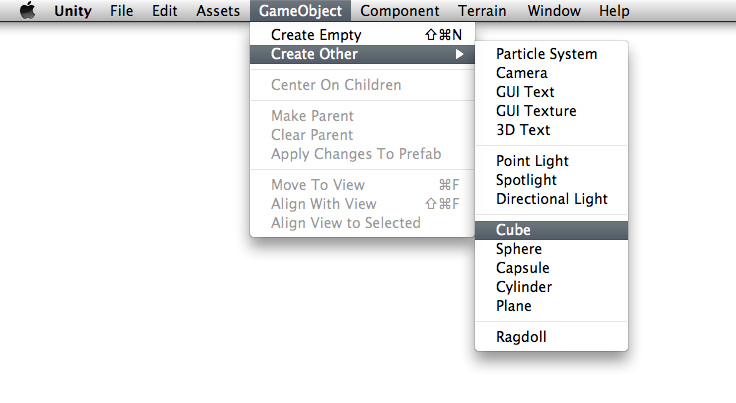 Unity File Edit Assets GameObject Component Terrain Window Help
Create Empty ⇧⌘N
Create Other ▶
Center On Children
Make Parent
Clear Parent
Apply Changes To Prefab
Move To View ⌘F
Align With View ⇧⌘F
Align View to Selected
Particle System
Camera
GUI Text
GUI Texture
3D Text
Point Light
Spotlight
Directional Light
Cube
Sphere
Capsule
Cylinder
Plane
Ragdoll